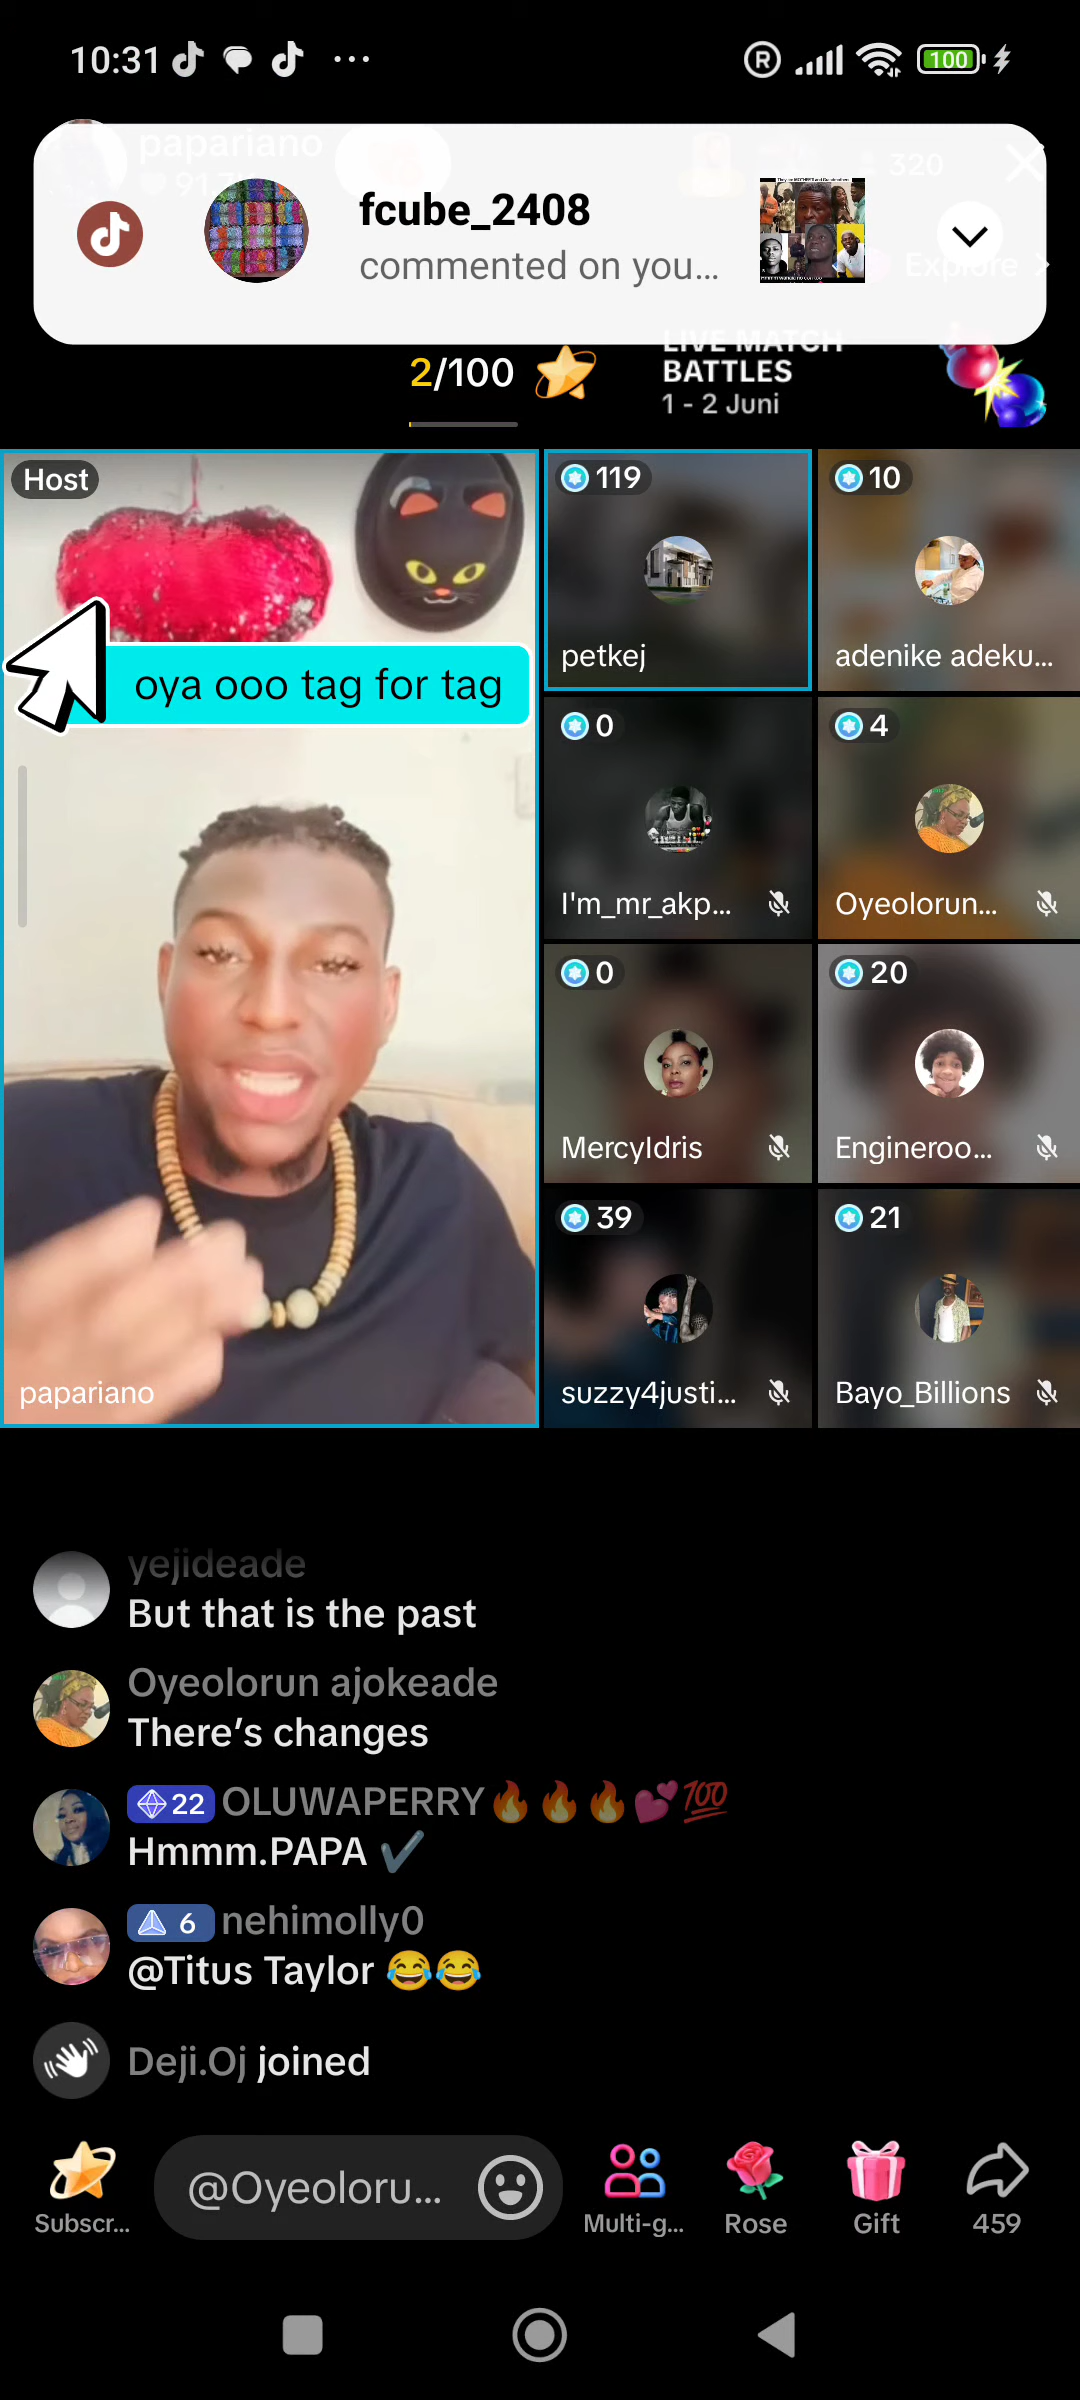 10:31
100
papariano
320
fcube_2408
commented on you...
Explore
2/100
LIVE MATCH
BATTLES
1 - 2 Juni
Host
oya ooo tag for tag
papariano
119
petkej
10
adenike adeku...
0
I'm_mr_akp...
4
Oyeolorun...
0
MercyIdris
20
Engineroo...
39
suzzy4justi...
21
Bayo_Billions
yejideade
But that is the past
Oyeolorun ajokeade
There's changes
22 OLUWAPERRY🔥🔥🔥💕💯
Hmmm.PAPA ✔️
6 nehimolly0
@Titus Taylor 😂😂
Deji.Oj joined
@Oyeoloru...
Subscr...
Multi-g...
Rose
Gift
459